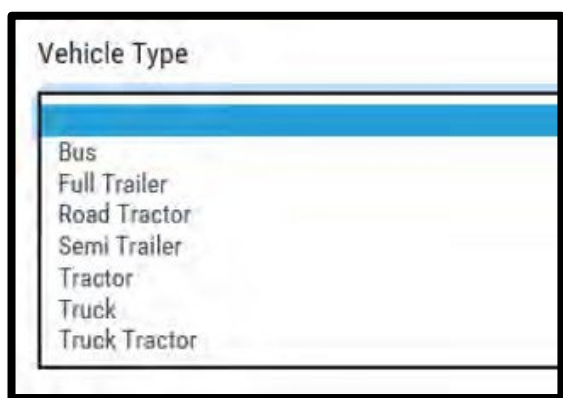 Vehicle Type
Bus
Full Trailer
Road Tractor
Semi Trailer
Tractor
Truck
Truck Tractor